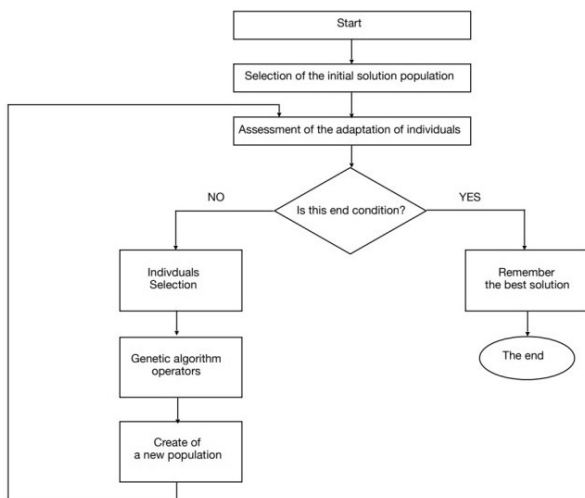 Start
Selection of the initial solution population
Assessment of the adaptation of individuals
Is this end condition?
NO
YES
Indivduals
Selection
Remember
the best solution
Genetic algorithm
operators
The end
Create of
a new population